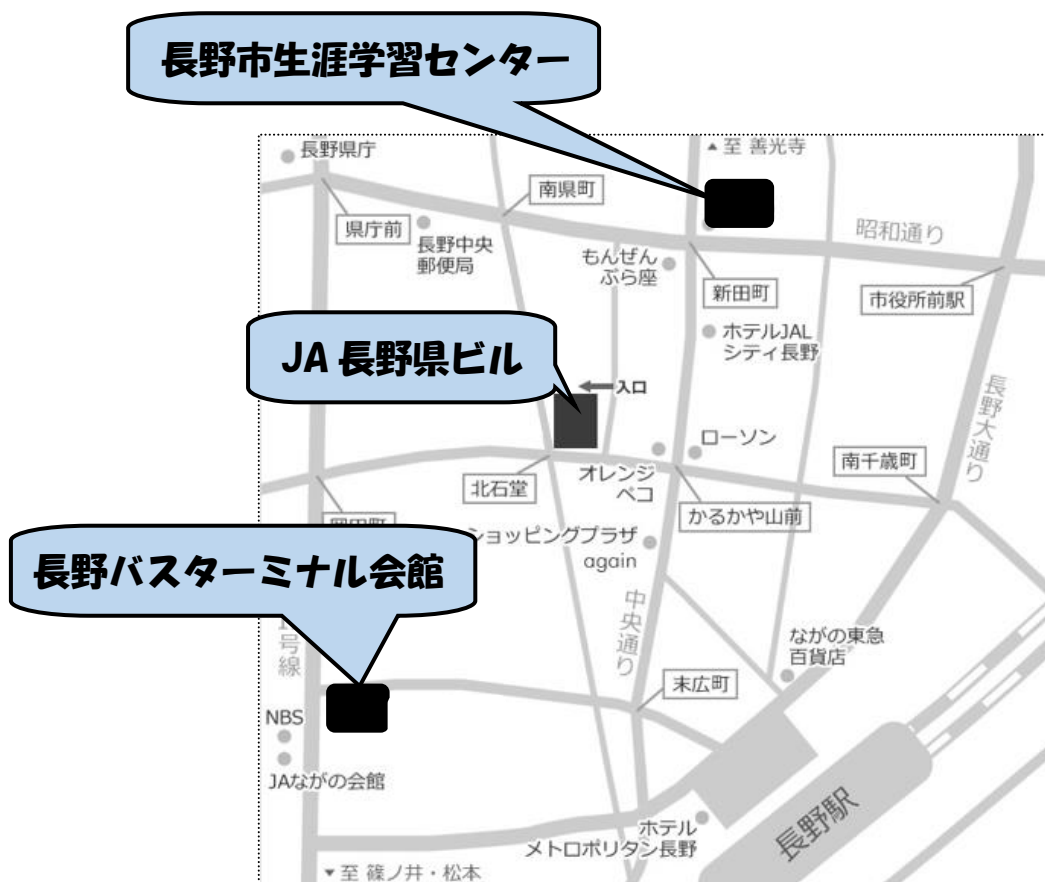 長野市生涯学習センター
長野県庁
▲至 善光寺
南県町
県庁前
長野中央
郵便局
昭和通り
もんぜん
ぷら座
新田町
市役所前駅
ホテルJAL
シティ長野
JA 長野県ビル
入口
長野大通り
ローソン
南千歳町
北石堂
オレンジ
ペコ
かるかや山前
ショッピングプラザ
again
長野バスターミナル会館
号線
中央通り
ながの東急
百貨店
末広町
NBS
JAながの会館
長野駅
ホテル
メトロポリタン長野
▼至 篠ノ井・松本